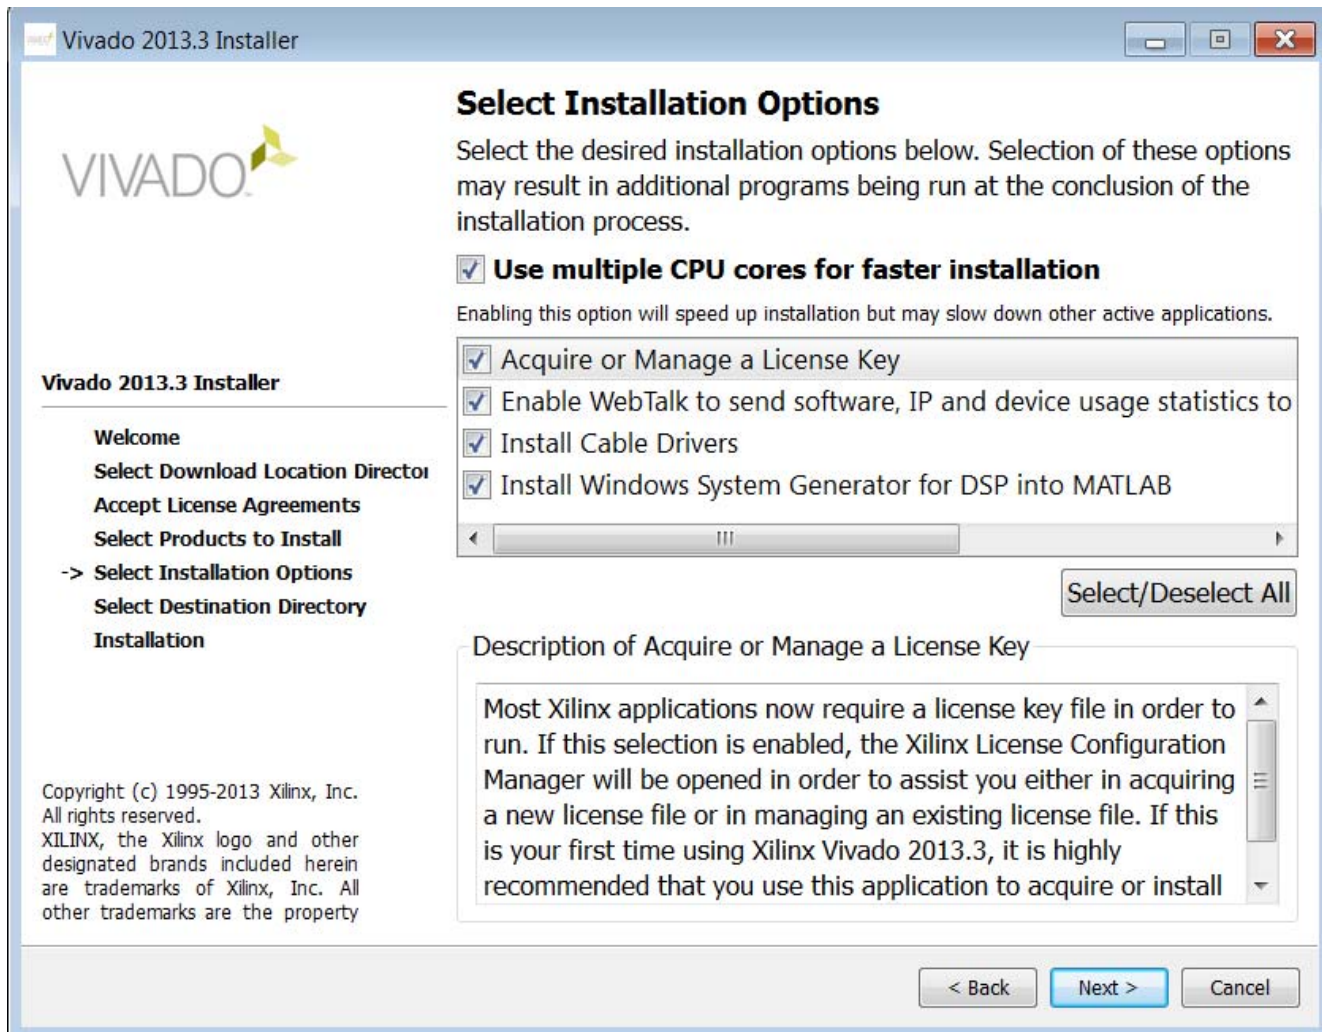 Vivado 2013.3 Installer
VIVADO
Select Installation Options
Select the desired installation options below. Selection of these options
may result in additional programs being run at the conclusion of the
installation process.
Use multiple CPU cores for faster installation
Enabling this option will speed up installation but may slow down other active applications.
Acquire or Manage a License Key
Enable WebTalk to send software, IP and device usage statistics to
Install Cable Drivers
Install Windows System Generator for DSP into MATLAB
Select/Deselect All
Vivado 2013.3 Installer
Welcome
Select Download Location Director
Accept License Agreements
Select Products to Install
-> Select Installation Options
Select Destination Directory
Installation
Description of Acquire or Manage a License Key
Most Xilinx applications now require a license key file in order to
run. If this selection is enabled, the Xilinx License Configuration
Manager will be opened in order to assist you either in acquiring
a new license file or in managing an existing license file. If this
is your first time using Xilinx Vivado 2013.3, it is highly
recommended that you use this application to acquire or install
Copyright (c) 1995-2013 Xilinx, Inc.
All rights reserved.
XILINX, the Xilinx logo and other
designated brands included herein
are trademarks of Xilinx, Inc. All
other trademarks are the property
< Back
Next >
Cancel